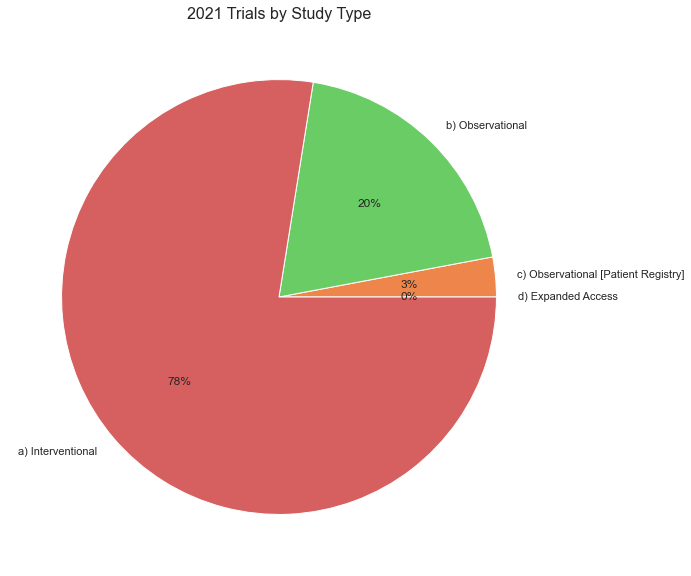 2021 Trials by Study Type
b) Observational
20%
c) Observational [Patient Registry]
3%
0%
d) Expanded Access
78%
a) Interventional